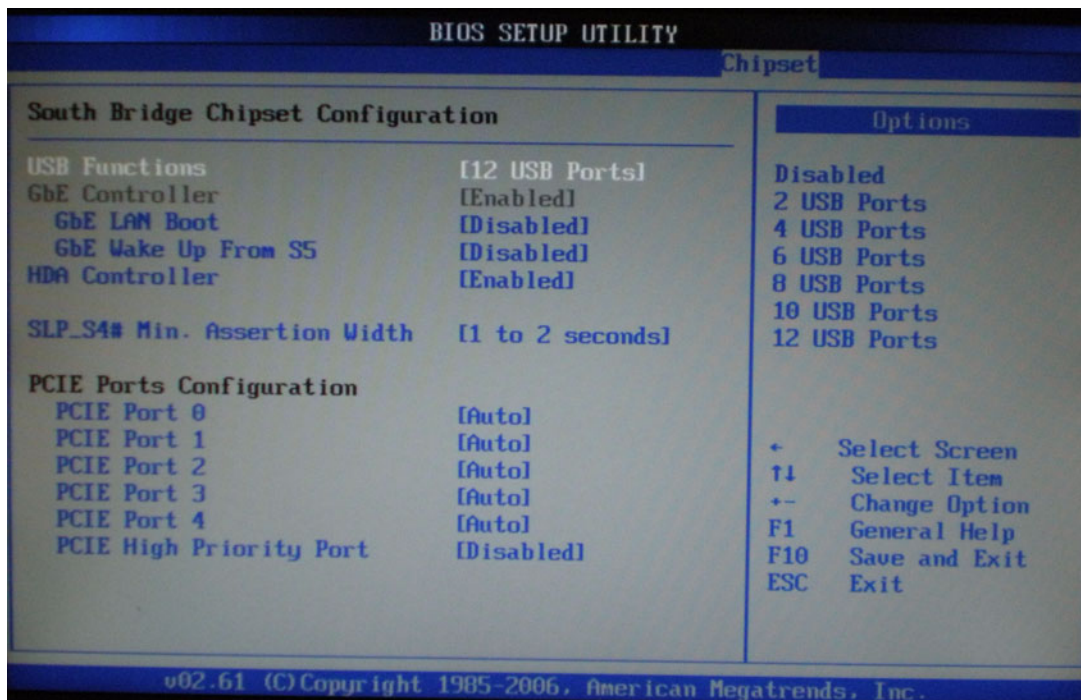 BIOS SETUP UTILITY
Chipset
South Bridge Chipset Configuration
USB Functions [12 USB Ports]
GbE Controller [Enabled]
GbE LAN Boot [Disabled]
GbE Wake Up From S5 [Disabled]
HDA Controller [Enabled]
SLP_S4# Min. Assertion Width [1 to 2 seconds]
PCIE Ports Configuration
PCIE Port 0 [Auto]
PCIE Port 1 [Auto]
PCIE Port 2 [Auto]
PCIE Port 3 [Auto]
PCIE Port 4 [Auto]
PCIE High Priority Port [Disabled]
Options
Disabled
2 USB Ports
4 USB Ports
6 USB Ports
8 USB Ports
10 USB Ports
12 USB Ports
← Select Screen
↑↓ Select Item
+- Change Option
F1 General Help
F10 Save and Exit
ESC Exit
v02.61 (C)Copyright 1985-2006, American Megatrends, Inc.